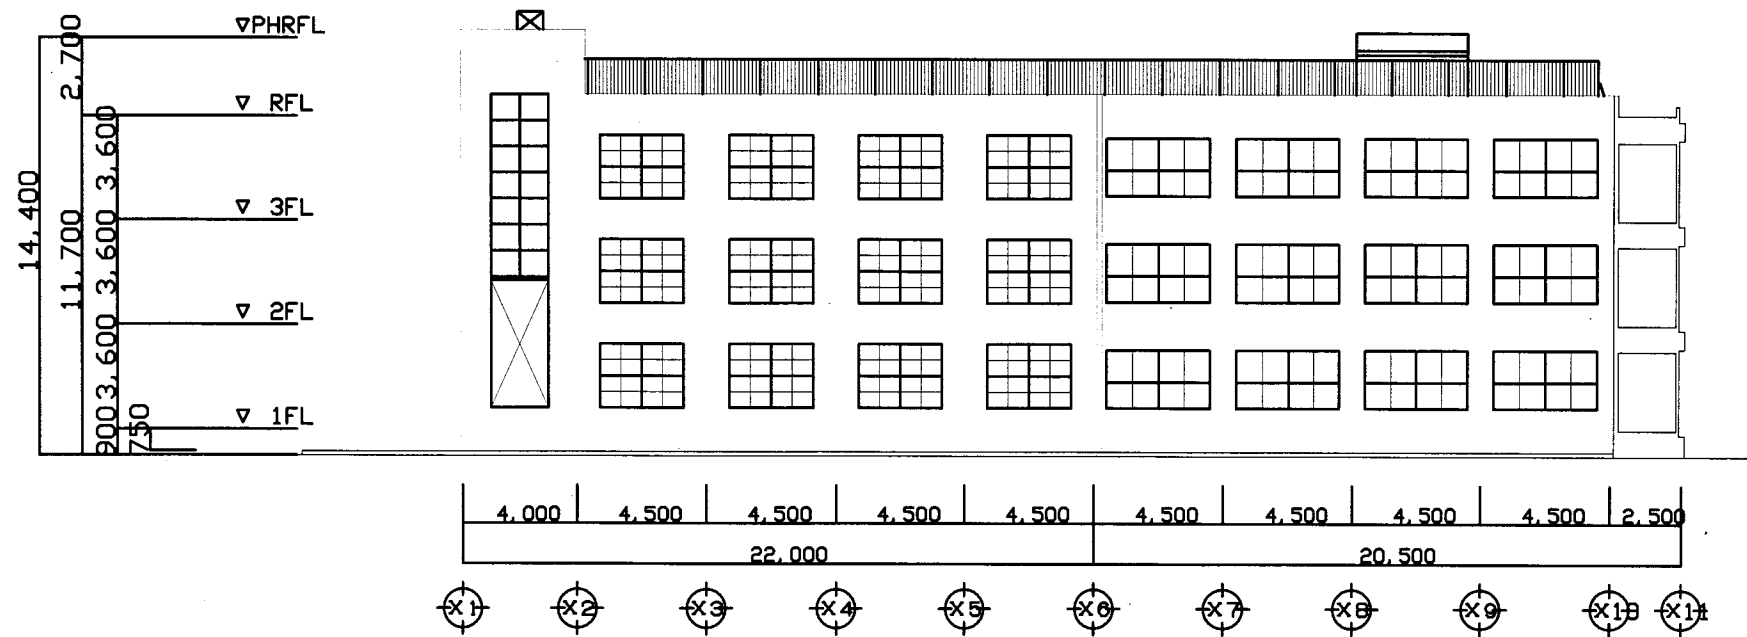 ▽PHRFL
2,700
▽ RFL
3,600
14,400
11,700
▽ 3FL
3,600
▽ 2FL
3,600
▽ 1FL
900
750
4,000 4,500 4,500 4,500 4,500 4,500 4,500 4,500 4,500 2,500
22,000 20,500
X1 X2 X3 X4 X5 X6 X7 X8 X9 X10 X11